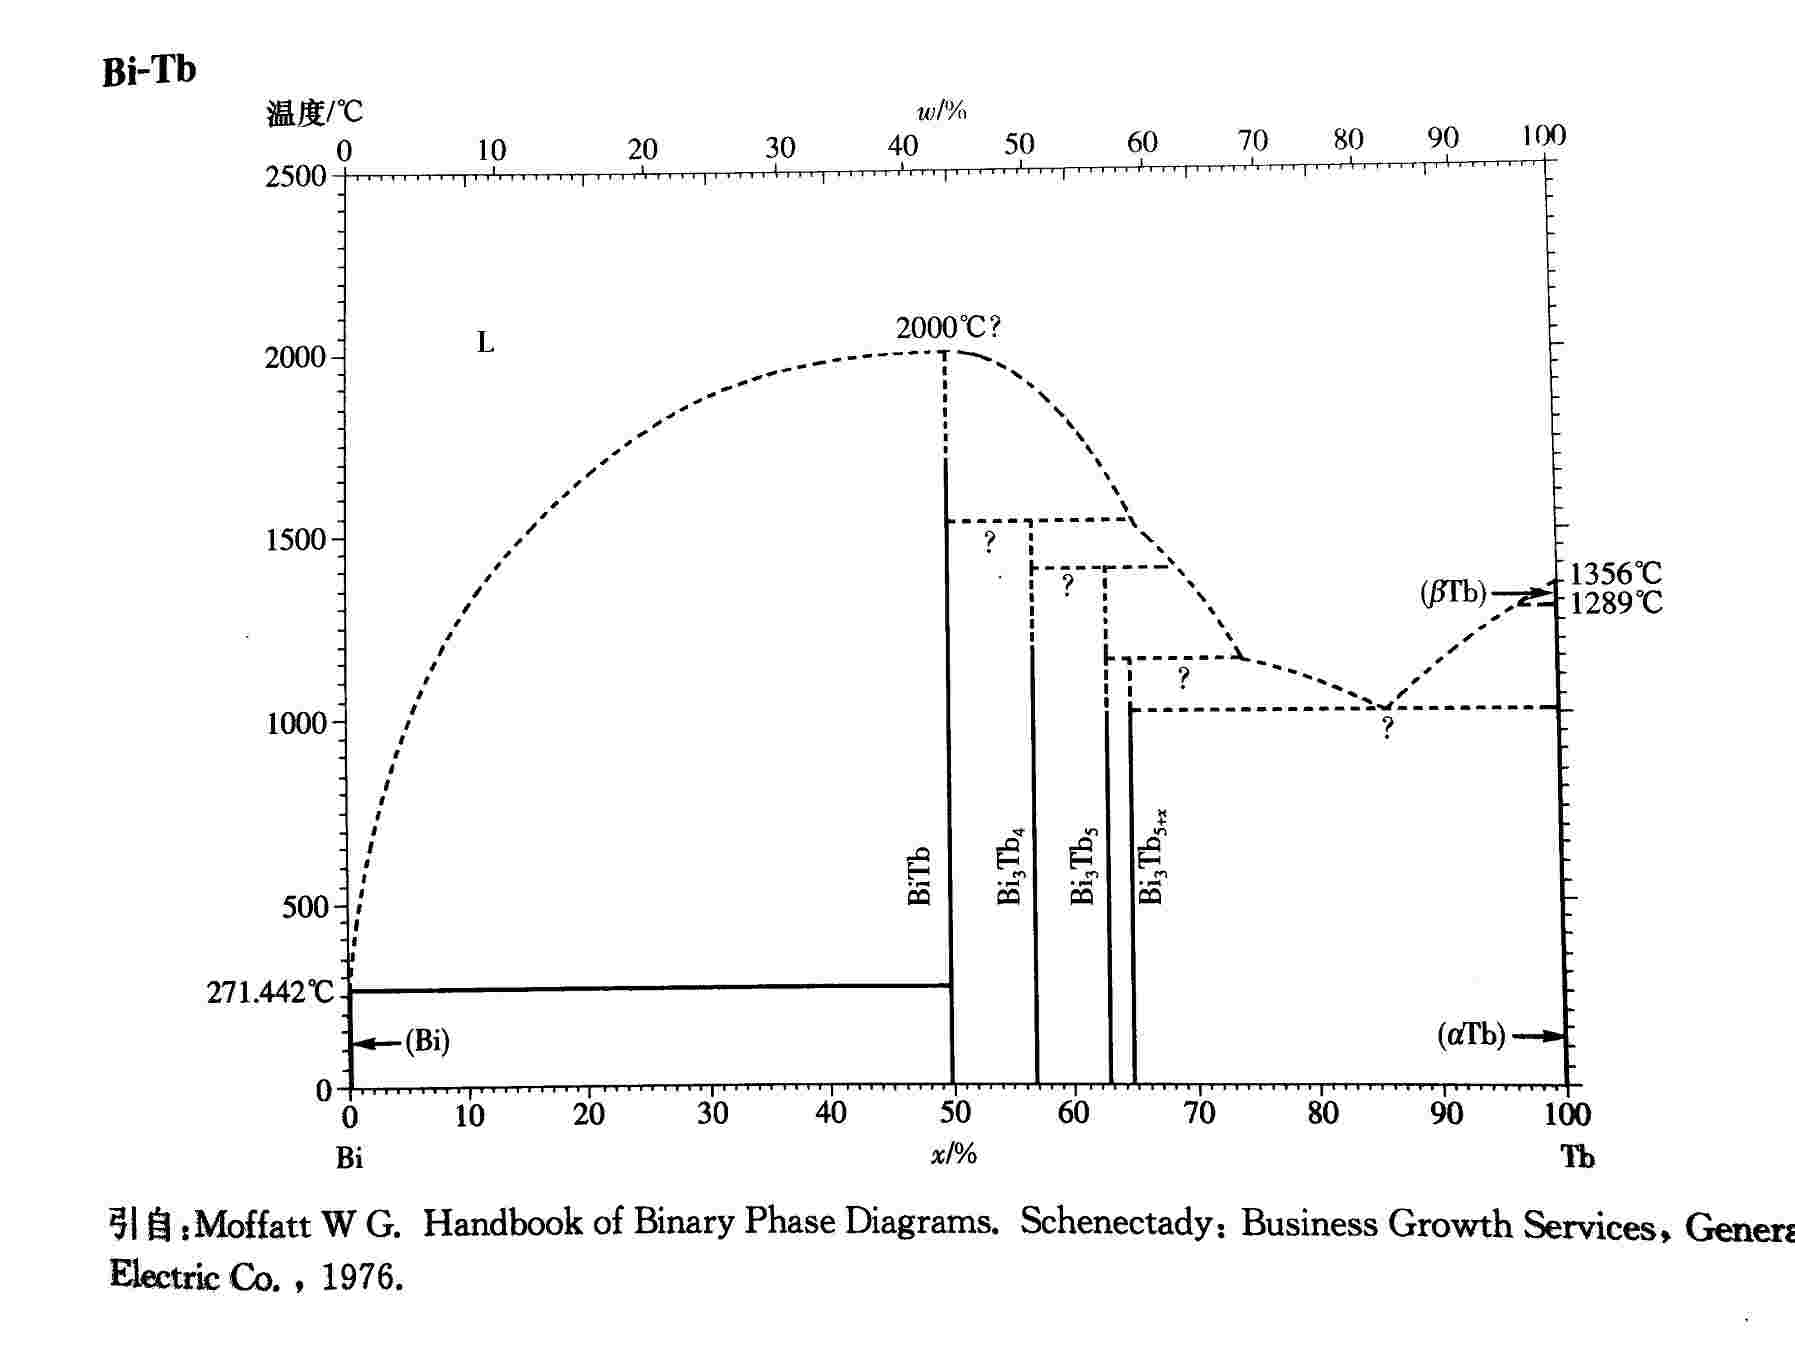 Bi-Tb
温度/℃
w/%
0 10 20 30 40 50 60 70 80 90 100
2500
2000℃?
L
2000
1500
?
?
1356℃
(βTb)
1289℃
?
1000
?
BiTb
Bi₃Tb₄
Bi₃Tb₅
Bi₃Tb₅₊ₓ
500
271.442℃
(Bi)
(αTb)
0
0 10 20 30 40 50 60 70 80 90 100
Bi
x/%
Tb
引自:Moffatt W G. Handbook of Binary Phase Diagrams. Schenectady: Business Growth Services, Genera
Electric Co. , 1976.